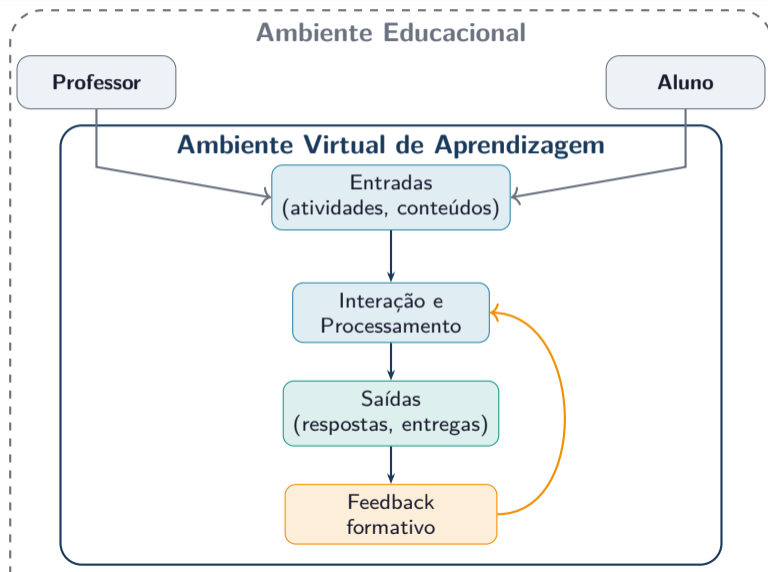 Ambiente Educacional
Professor
Aluno
Ambiente Virtual de Aprendizagem
Entradas
(atividades, conteúdos)
Interação e
Processamento
Saídas
(respostas, entregas)
Feedback
formativo